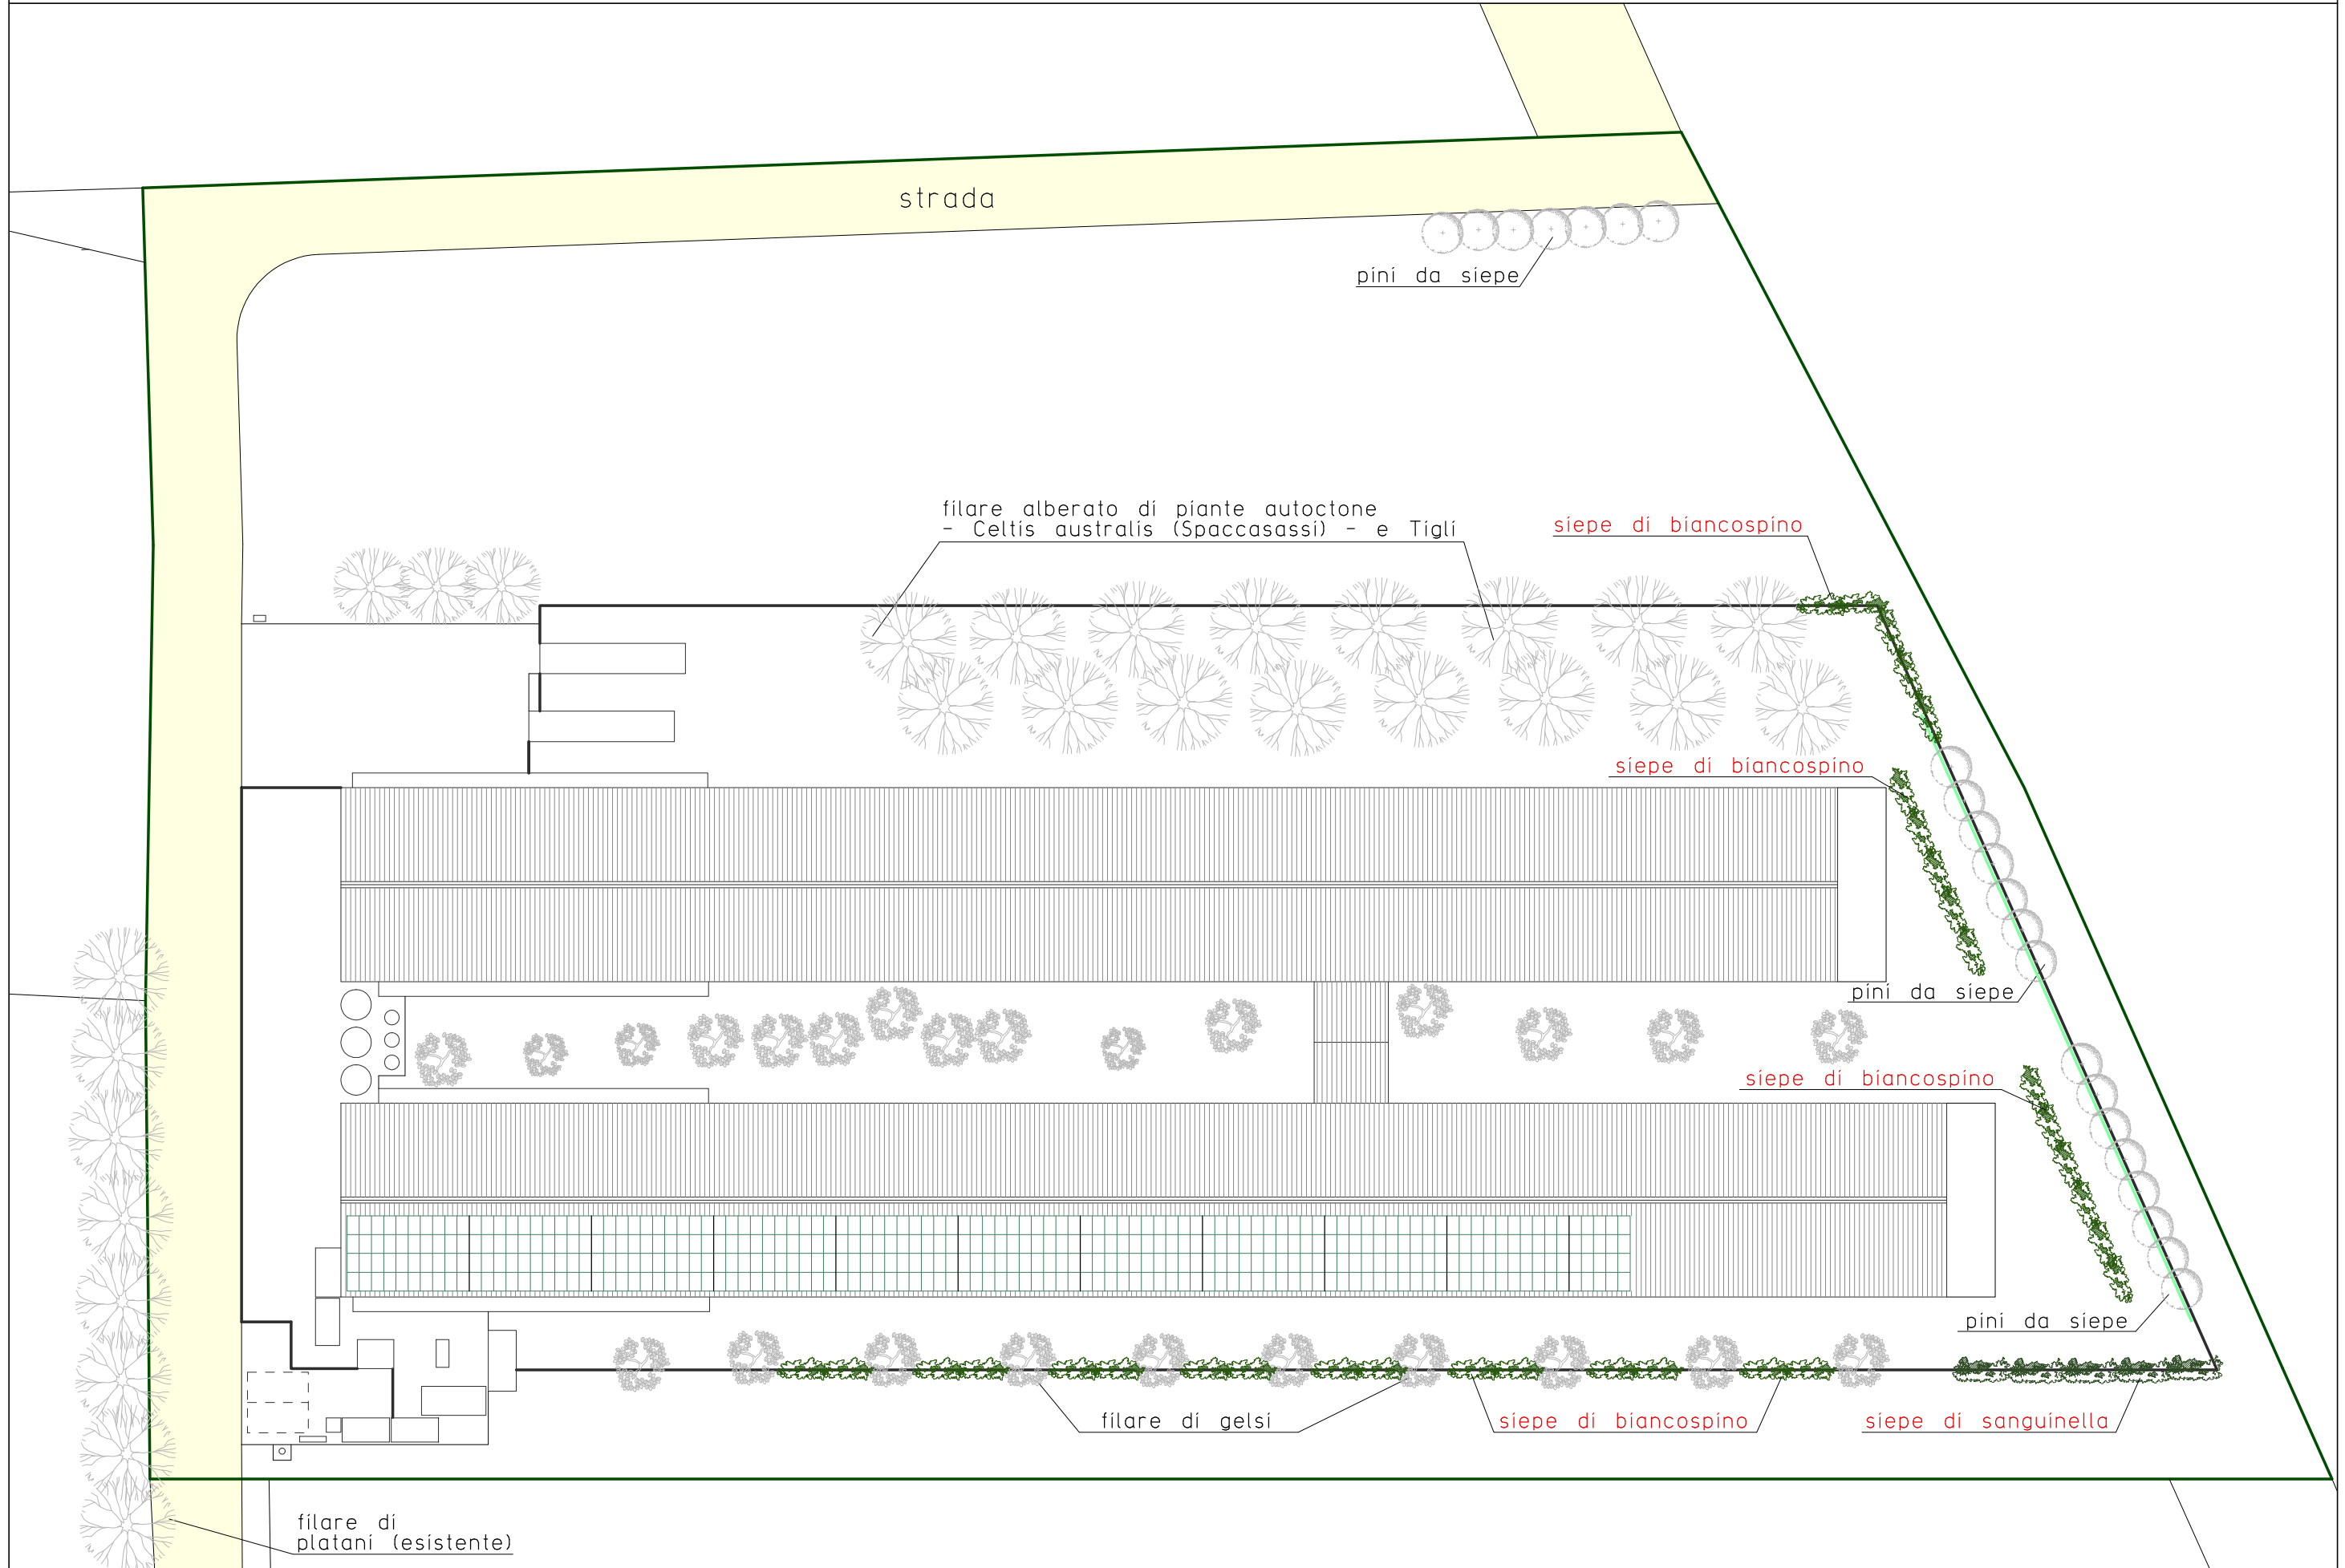 strada
pini da siepe
filare alberato di piante autoctone
- Celtis australis (Spaccasassi) - e Tigli
siepe di biancospino
siepe di biancospino
pini da siepe
siepe di biancospino
pini da siepe
filare di gelsi
siepe di biancospino
siepe di sanguinella
filare di
platani (esistente)